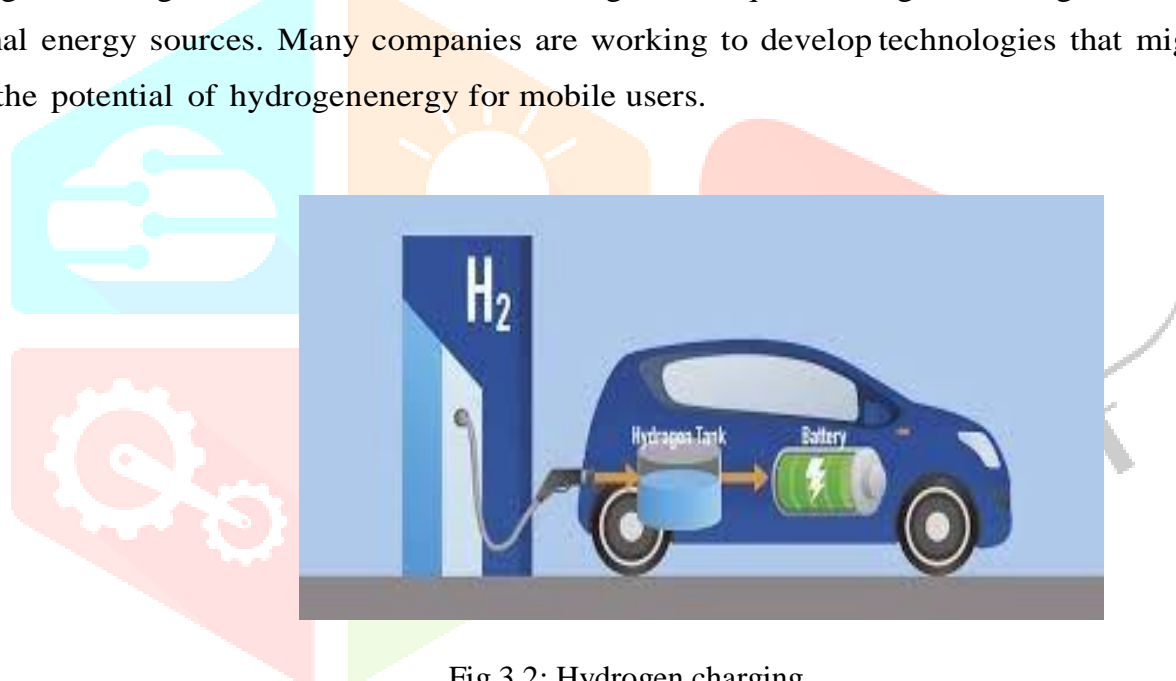 nal energy sources. Many companies are working to develop technologies that mig
the potential of hydrogenenergy for mobile users.
H2
Hydragon Tank
Battery
Fig 3.2: Hydrogen charging